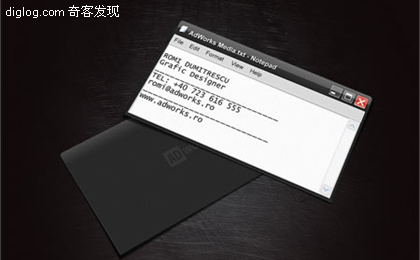 diglog.com 奇客发现
AdWorks Media.txt - Notepad
File Edit Format View Help
ROMI DUMITRESCU
Grafic Designer
TEL: +40 723 616 555
romi@adworks.ro
www.adworks.ro
AD